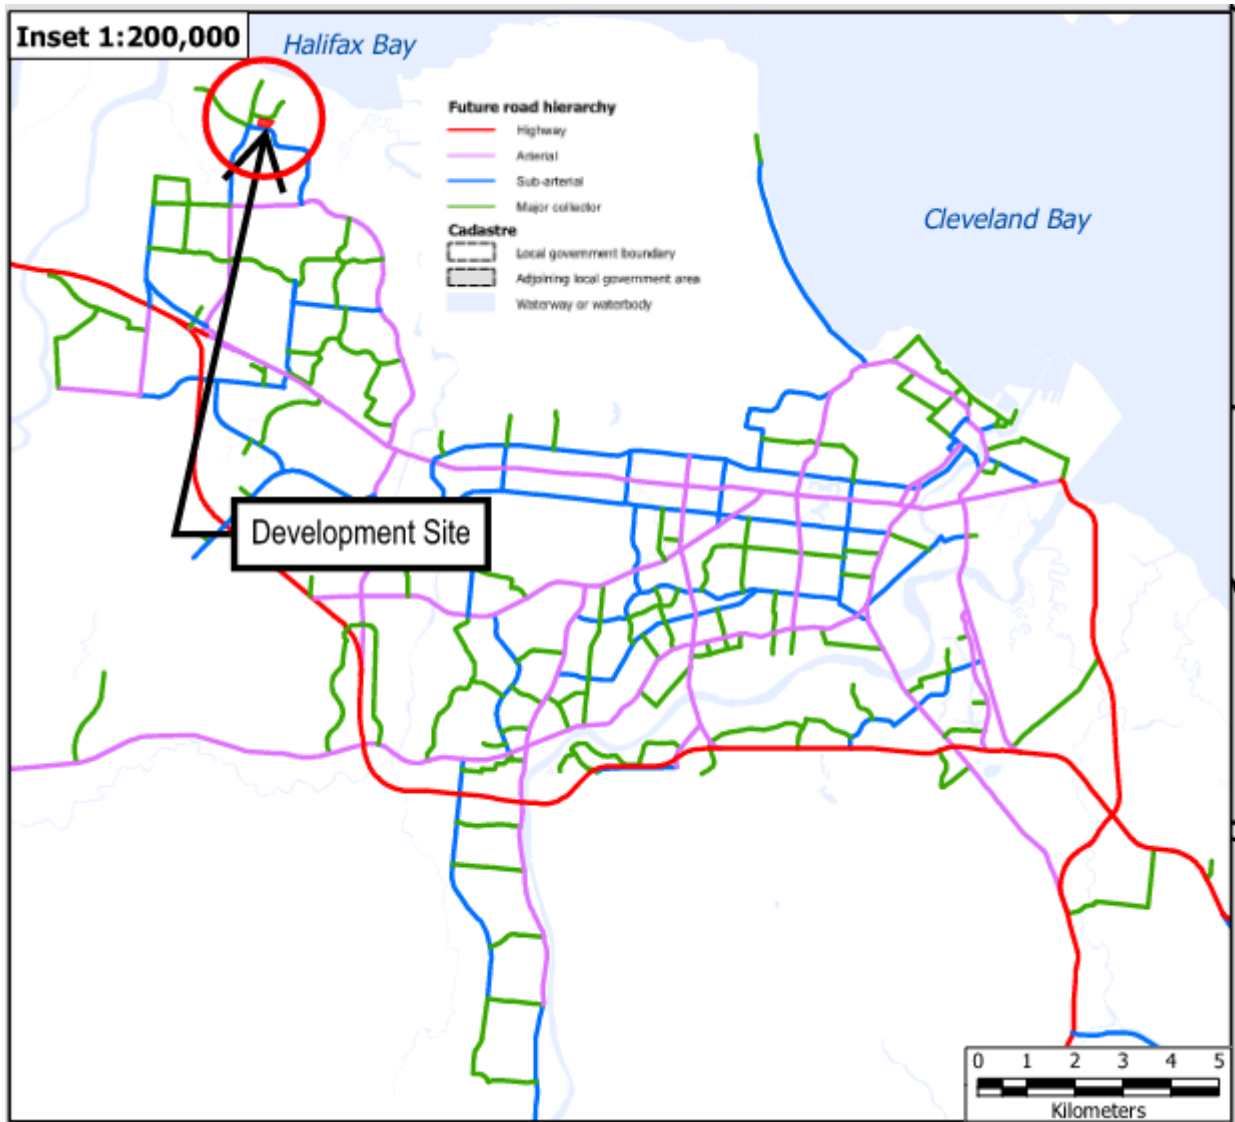 Inset 1:200,000
Halifax Bay
Future road hierarchy
Highway
Arterial
Sub-arterial
Major collector
Cadastre
Local government boundary
Adjoining local government area
Waterway or waterbody
Cleveland Bay
Development Site
0 1 2 3 4 5
Kilometers